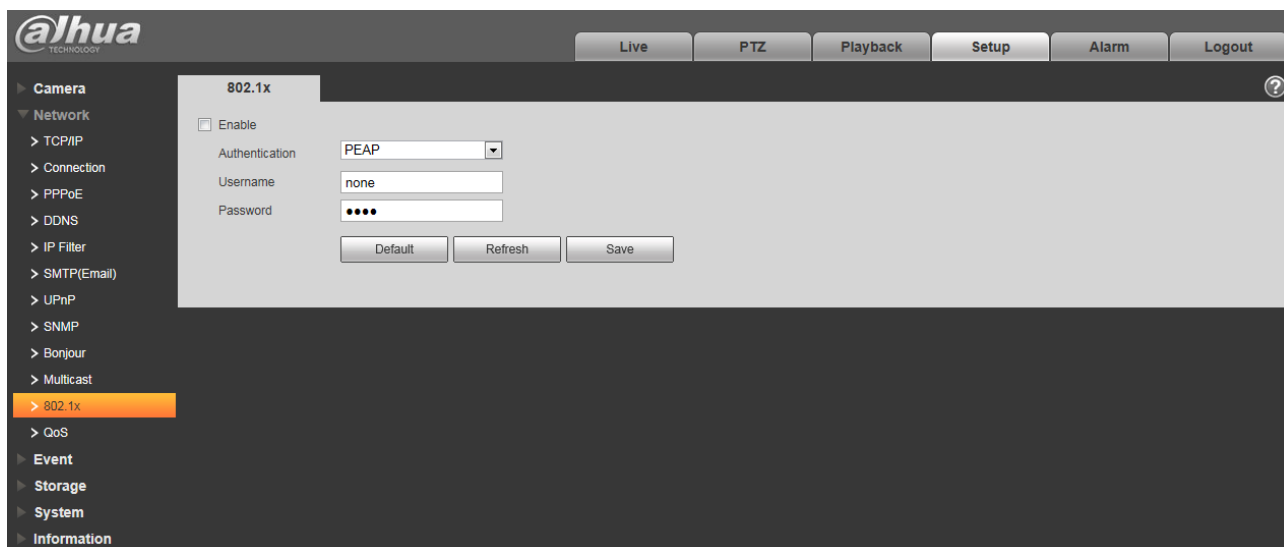 alhua
TECHNOLOGY
Live PTZ Playback Setup Alarm Logout
Camera
Network
> TCP/IP
> Connection
> PPPoE
> DDNS
> IP Filter
> SMTP(Email)
> UPnP
> SNMP
> Bonjour
> Multicast
> 802.1x
> QoS
Event
Storage
System
Information
802.1x
?
Enable
Authentication PEAP
Username none
Password ●●●●
Default Refresh Save